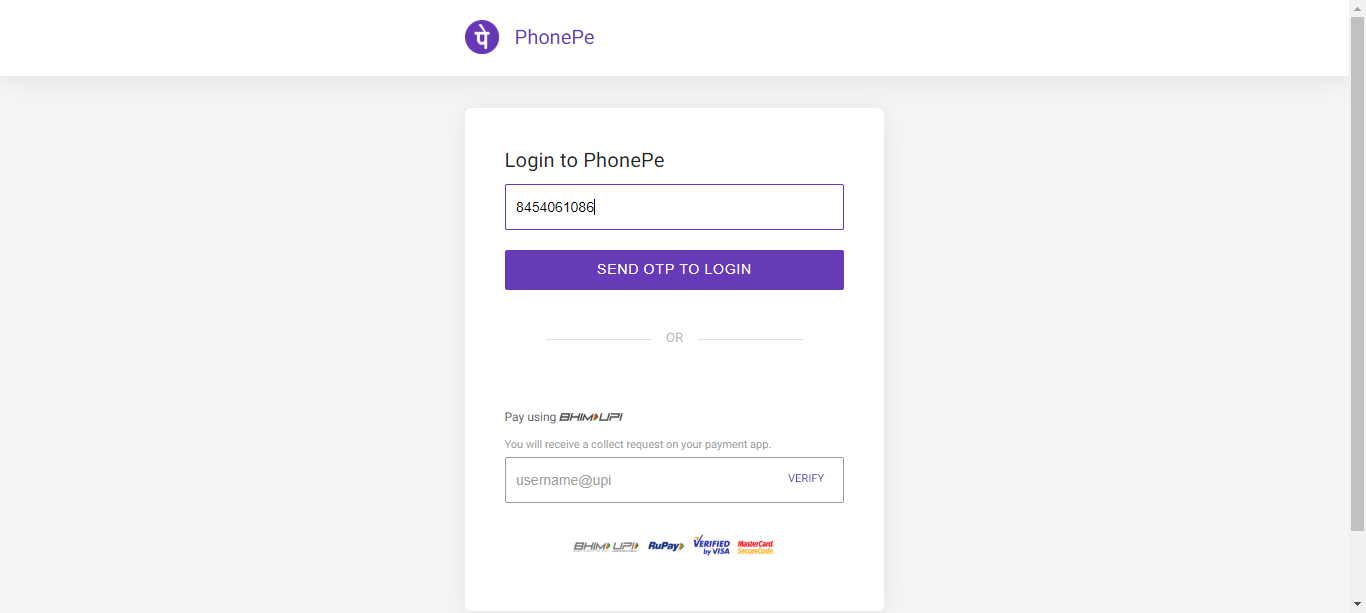 पे PhonePe
Login to PhonePe
8454061086
SEND OTP TO LOGIN
OR
Pay using BHIM UPI
You will receive a collect request on your payment app.
username@upi VERIFY
BHIM UPI RuPay VERIFIED by VISA MasterCard. SecureCode